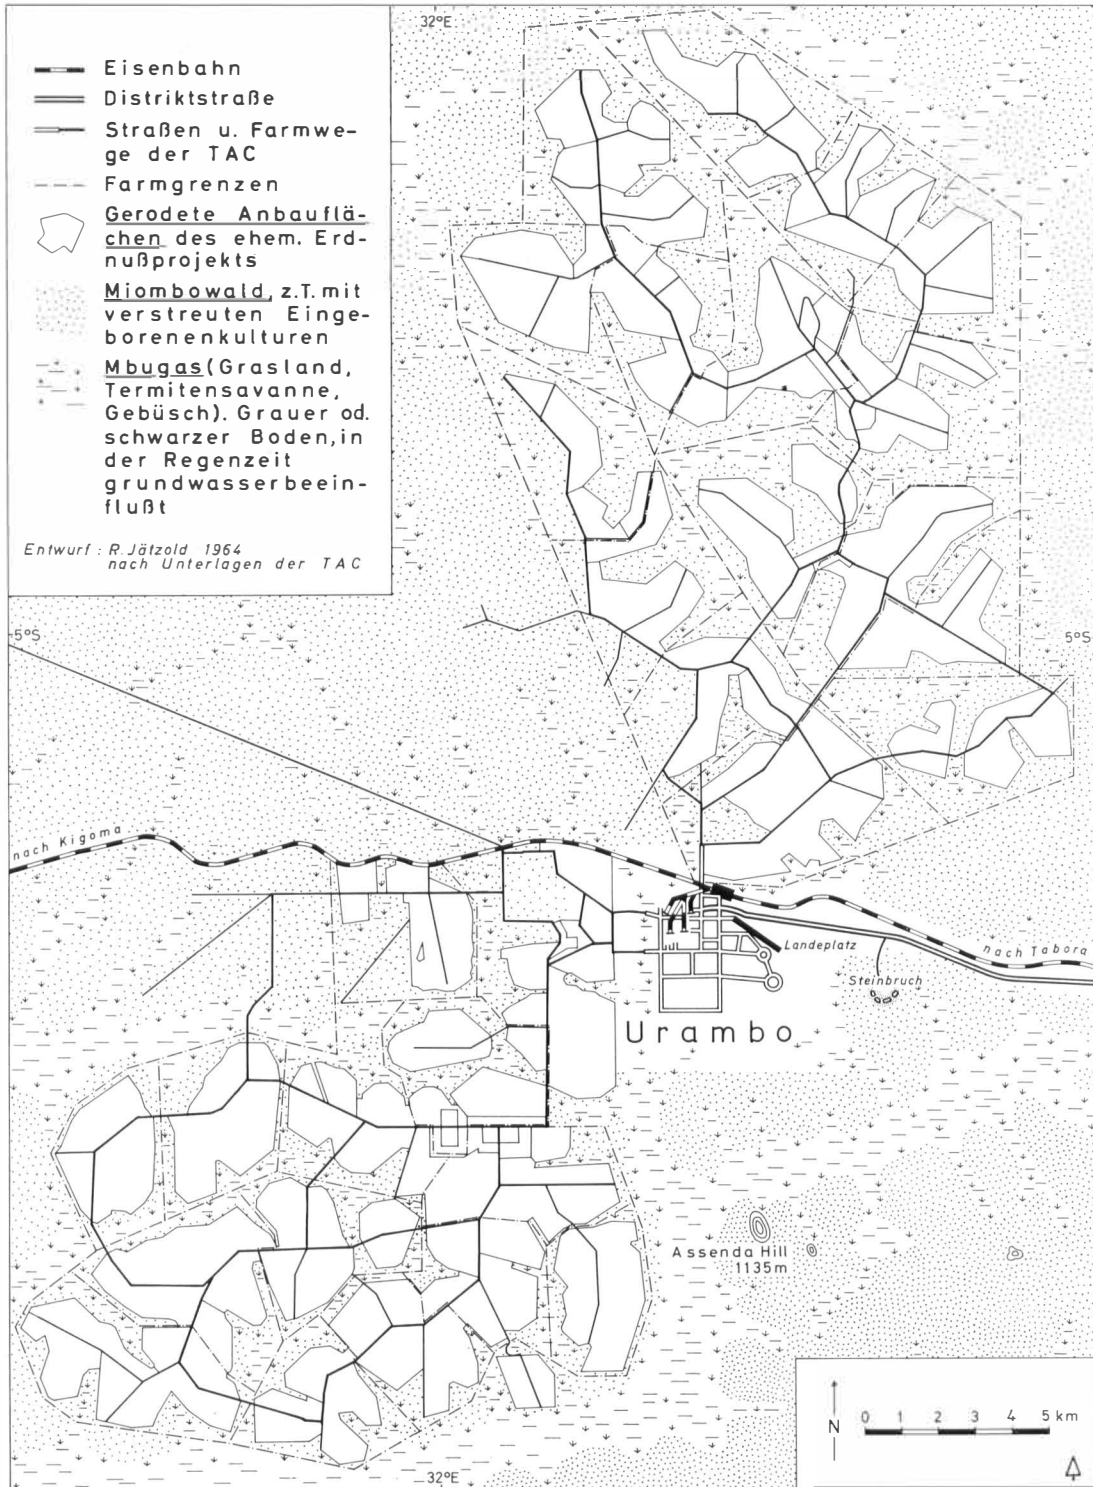 Eisenbahn
Distriktstraße
Straßen u. Farmwe-
ge der TAC
Farmgrenzen
Gerodete Anbauflä-
chen des ehem. Erd-
nußprojekts
Miombowald, z.T. mit
verstreuten Einge-
borenenkulturen
Mbugas (Grasland,
Termitensavanne,
Gebüsch). Grauer od.
schwarzer Boden, in
der Regenzeit
grundwasserbeein-
flußt
Entwurf: R. Jätzold 1964
nach Unterlagen der TAC
32°E
5°S
5°S
nach Kigoma
Landeplatz
nach Tabora
Steinbruch
Urambo
Assenda Hill
1135m
N
0 1 2 3 4 5 km
32°E